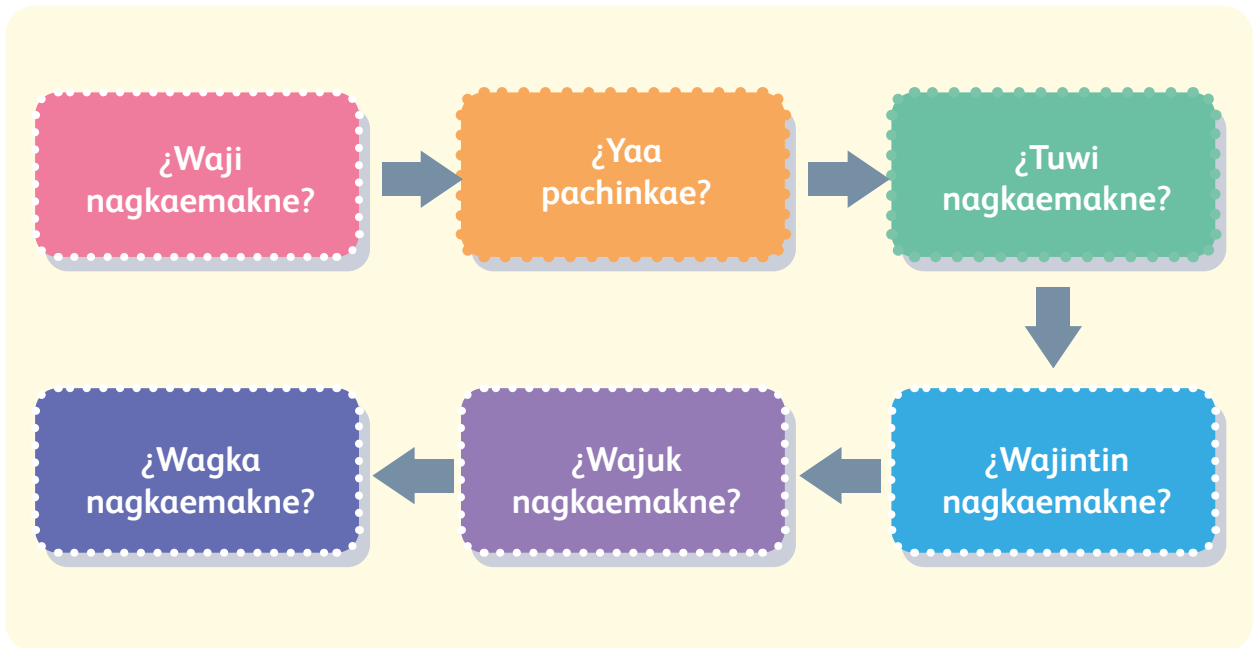 ¿Waji
nagkaemakne?
¿Yaa
pachinkae?
¿Tuwi
nagkaemakne?
¿Wajintin
nagkaemakne?
¿Wajuk
nagkaemakne?
¿Wagka
nagkaemakne?